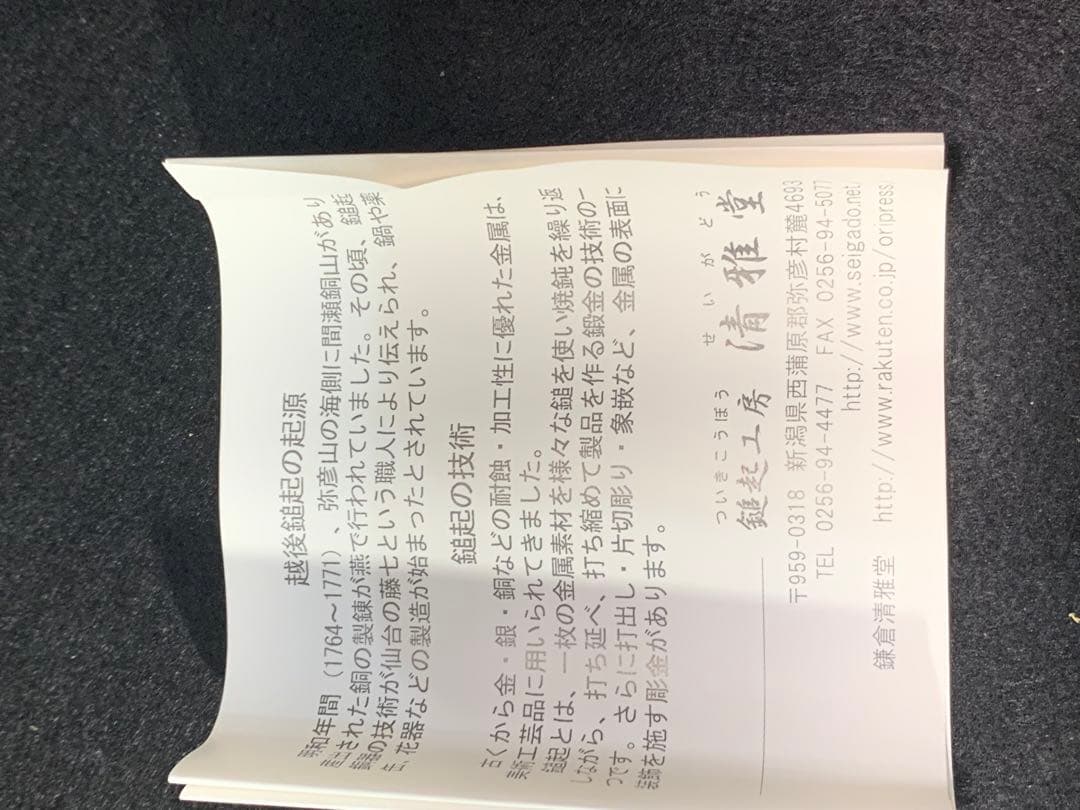 越後鎚起の起源
明和年間（1764～1771）、弥彦山の海側に間瀬銅山があり
産出された銅の製錬が燕で行われていました。その頃、鎚起
銅器の技術が仙台の藤七という職人により伝えられ、鍋や薬
缶、花器などの製造が始まったとされています。
鎚起の技術
古くから金・銀・銅などの耐蝕・加工性に優れた金属は、
美術工芸品に用いられてきました。
鎚起とは、一枚の金属素材を様々な鎚を使い焼鈍を繰り返
しながら、打ち延べ、打ち縮めて製品を作る鍛金の技術の一
つです。さらに打出し・片切彫り・象嵌など、金属の表面に
装飾を施す彫金があります。
ついきこうぼう せいがどう
鎚起工房 清雅堂
〒959-0318 新潟県西蒲原郡弥彦村麓4693
TEL 0256-94-4477 FAX 0256-94-5077
http://www.seigado.net/
鎌倉清雅堂 http://www.rakuten.co.jp/oripress/